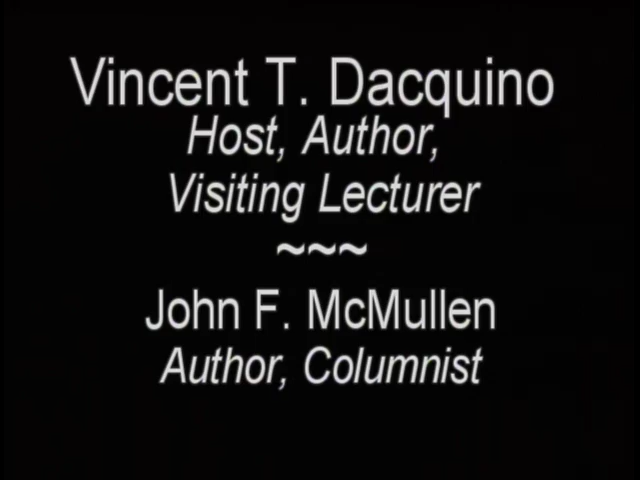 Vincent T. Dacquino
Host, Author,
Visiting Lecturer
~~~
John F. McMullen
Author, Columnist